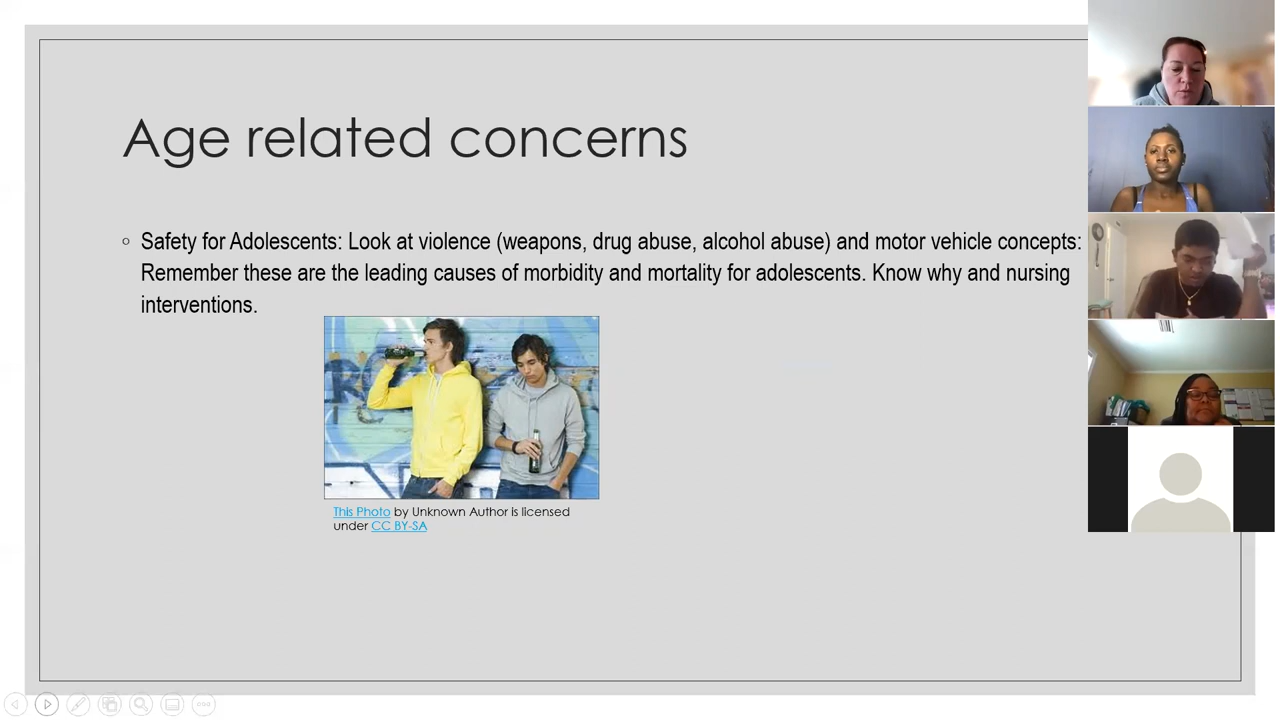 Age related concerns
Safety for Adolescents: Look at violence (weapons, drug abuse, alcohol abuse) and motor vehicle concepts:
Remember these are the leading causes of morbidity and mortality for adolescents. Know why and nursing
interventions.
This Photo by Unknown Author is licensed
under CC BY-SA